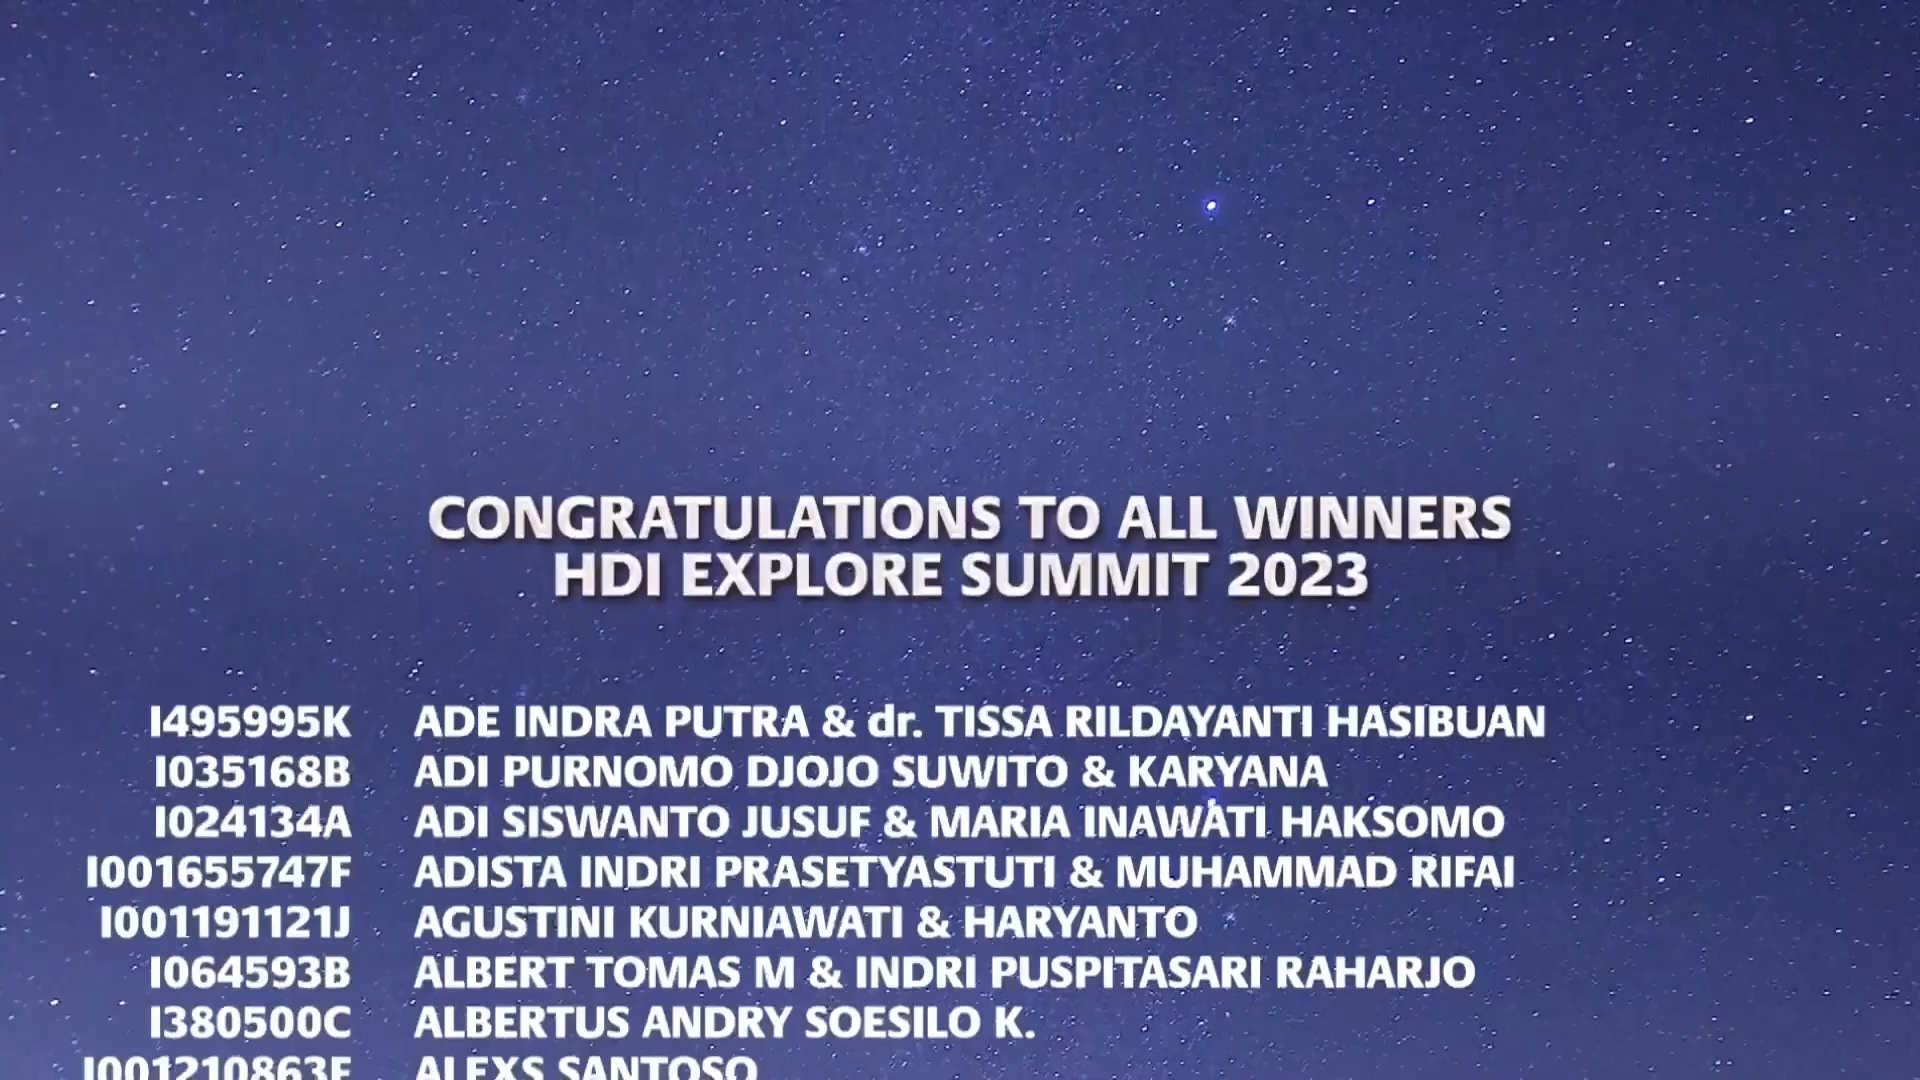 CONGRATULATIONS TO ALL WINNERS
HDI EXPLORE SUMMIT 2023
I495995K ADE INDRA PUTRA & dr. TISSA RILDAYANTI HASIBUAN
I035168B ADI PURNOMO DJOJO SUWITO & KARYANA
I024134A ADI SISWANTO JUSUF & MARIA INAWATI HAKSOMO
I001655747F ADISTA INDRI PRASETYASTUTI & MUHAMMAD RIFAI
I001191121J AGUSTINI KURNIAWATI & HARYANTO
I064593B ALBERT TOMAS M & INDRI PUSPITASARI RAHARJO
I380500C ALBERTUS ANDRY SOESILO K.
ALEXS SANTOSO